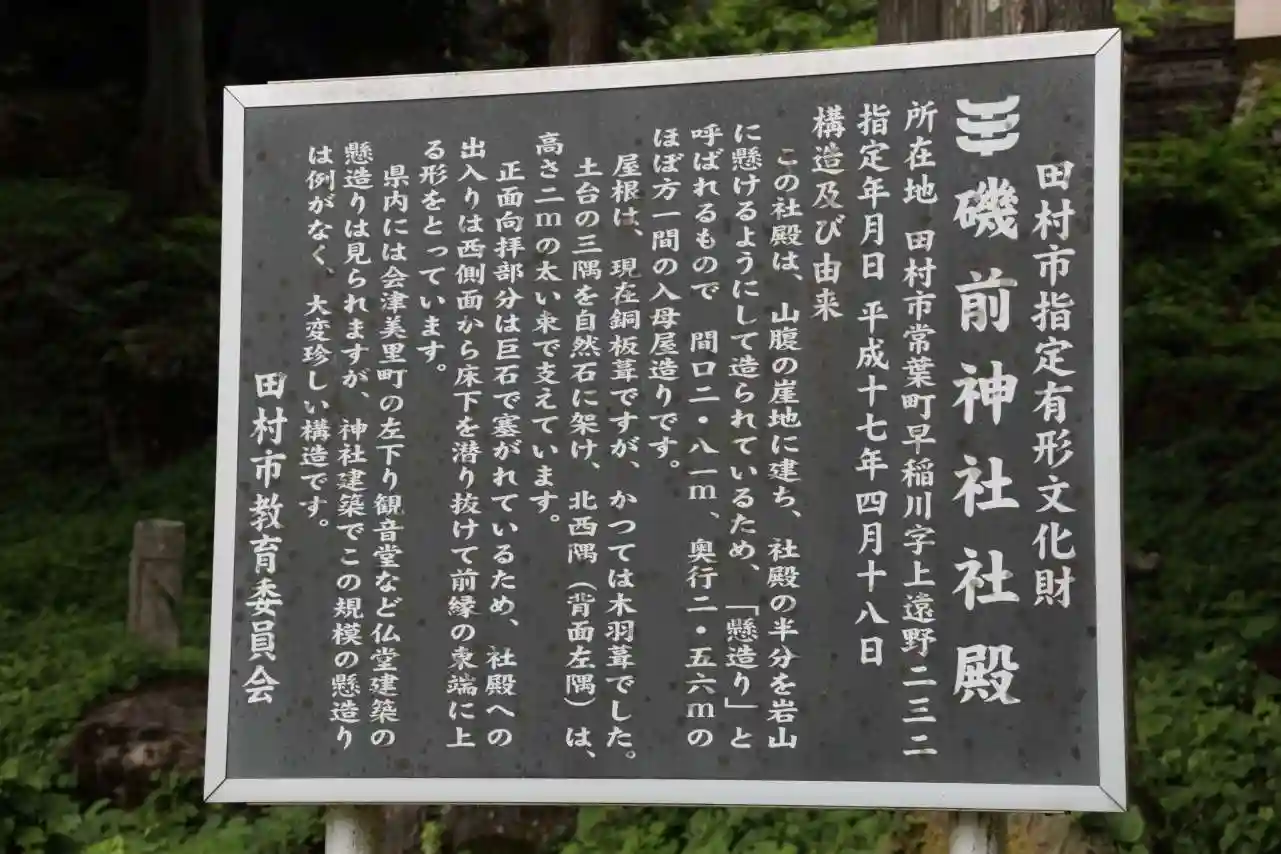 田村市指定有形文化財
磯前神社社殿
所在地 田村市常葉町早稲川字上遠野二三二
指定年月日 平成十七年四月十八日
構造及び由来
この社殿は、山腹の崖地に建ち、社殿の半分を岩山
に懸けるようにして造られているため、「懸造り」と
呼ばれるもので 間口二・八一m、奥行二・五六mの
ほぼ方一間の入母屋造りです。
屋根は、現在銅板葺ですが、かつては木羽葺でした。
土台の三隅を自然石に架け、北西隅(背面左隅)は、
高さ二mの太い束で支えています。
正面向拝部分は巨石で塞がれているため、社殿への
出入りは西側面から床下を潜り抜けて前縁の東端に上
る形をとっています。
県内には会津美里町の左下り観音堂など仏堂建築の
懸造りは見られますが、神社建築でこの規模の懸造り
は例がなく、大変珍しい構造です。
田村市教育委員会